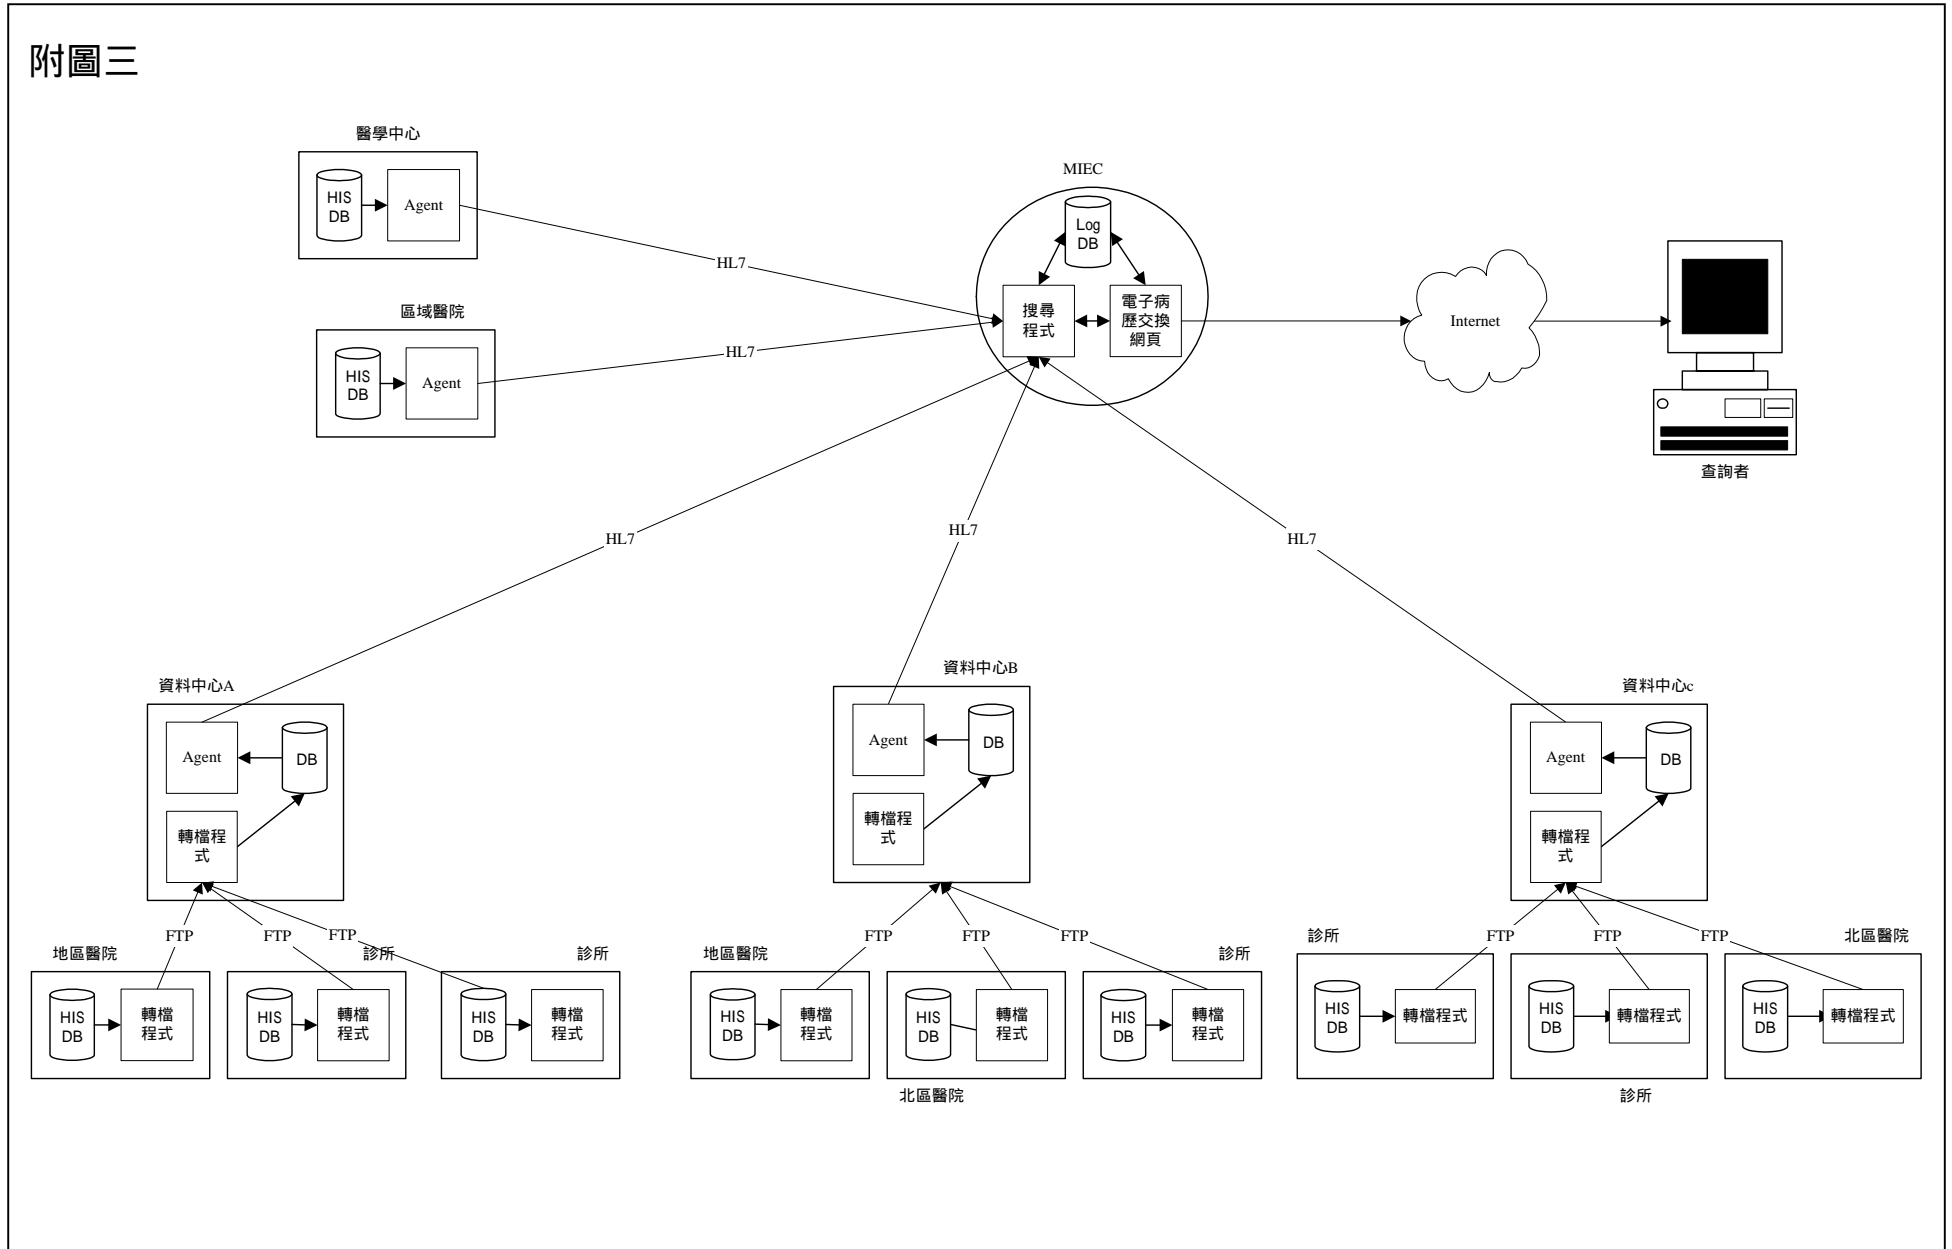 附圖三
醫學中心
HIS
DB
Agent
HL7
區域醫院
HIS
DB
Agent
HL7
MIEC
Log
DB
搜尋
程式
電子病
歷交換
網頁
Internet
查詢者
HL7
HL7
HL7
資料中心A
Agent
DB
轉檔程
式
資料中心B
Agent
DB
轉檔程
式
資料中心c
Agent
DB
轉檔程
式
FTP
FTP
FTP
地區醫院
HIS
DB
轉檔
程式
診所
HIS
DB
轉檔
程式
診所
HIS
DB
轉檔
程式
FTP
FTP
FTP
地區醫院
HIS
DB
轉檔
程式
HIS
DB
轉檔
程式
北區醫院
診所
HIS
DB
轉檔
程式
FTP
FTP
FTP
診所
HIS
DB
轉檔程式
HIS
DB
轉檔程式
診所
北區醫院
HIS
DB
轉檔程式